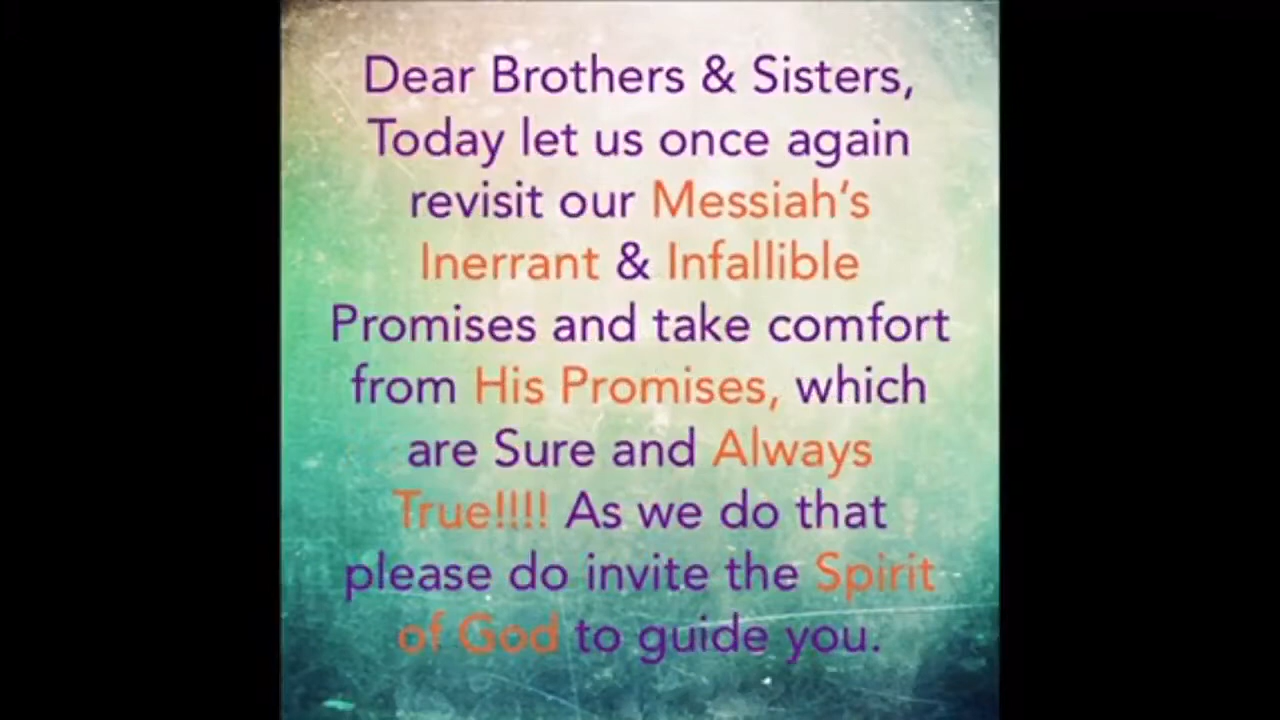 Dear Brothers & Sisters,
Today let us once again
revisit our Messiah's
Inerrant & Infallible
Promises and take comfort
from His Promises, which
are Sure and Always
True!!!! As we do that
please do invite the Spirit
of God to guide you.